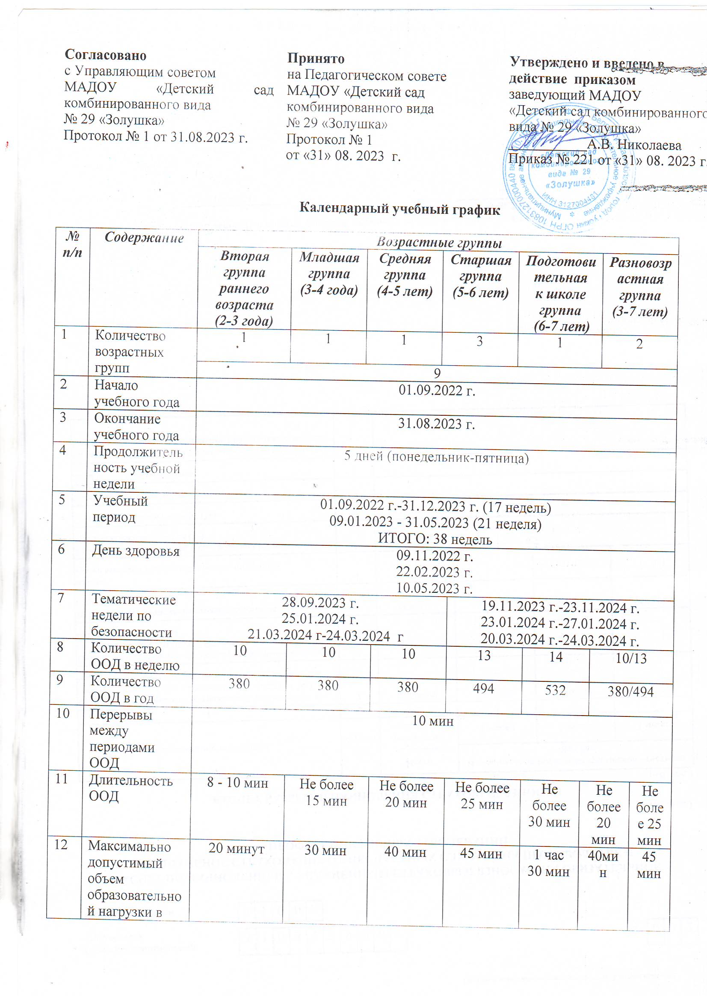 Согласовано
с Управляющим советом
МАДОУ «Детский сад
комбинированного вида
№ 29 «Золушка»
Протокол № 1 от 31.08.2023 г.
Принято
на Педагогическом совете
МАДОУ «Детский сад
комбинированного вида
№ 29 «Золушка»
Протокол № 1
от «31» 08. 2023 г.
Утверждено и введено в
действие приказом
заведующий МАДОУ
«Детский сад комбинированного
вида № 29 «Золушка»
А.В. Николаева
Приказ № 221 от «31» 08. 2023 г.
«Детский сад
комбинированного
вида № 29
«Золушка»
ИНН 3127004431
Календарный учебный график
№
п/п
Содержание
Возрастные группы
Вторая
группа
раннего
возраста
(2-3 года)
Младшая
группа
(3-4 года)
Средняя
группа
(4-5 лет)
Старшая
группа
(5-6 лет)
Подготови
тельная
к школе
группа
(6-7 лет)
Разновозр
астная
группа
(3-7 лет)
1
Количество
возрастных
групп
1 1 1 3 1 2
9
2
Начало
учебного года
01.09.2022 г.
3
Окончание
учебного года
31.08.2023 г.
4
Продолжитель
ность учебной
недели
5 дней (понедельник-пятница)
5
Учебный
период
01.09.2022 г.-31.12.2023 г. (17 недель)
09.01.2023 - 31.05.2023 (21 неделя)
ИТОГО: 38 недель
6
День здоровья
09.11.2022 г.
22.02.2023 г.
10.05.2023 г.
7
Тематические
недели по
безопасности
28.09.2023 г.
25.01.2024 г.
21.03.2024 г-24.03.2024 г
19.11.2023 г.-23.11.2024 г.
23.01.2024 г.-27.01.2024 г.
20.03.2024 г.-24.03.2024 г.
8
Количество
ООД в неделю
10 10 10 13 14 10/13
9
Количество
ООД в год
380 380 380 494 532 380/494
10
Перерывы
между
периодами
ООД
10 мин
11
Длительность
ООД
8 - 10 мин
Не более
15 мин
Не более
20 мин
Не более
25 мин
Не
более
30 мин
Не
более
20
мин
Не
боле
е 25
мин
12
Максимально
допустимый
объем
образовательно
й нагрузки в
20 минут
30 мин
40 мин
45 мин
1 час
30 мин
40ми
н
45
мин